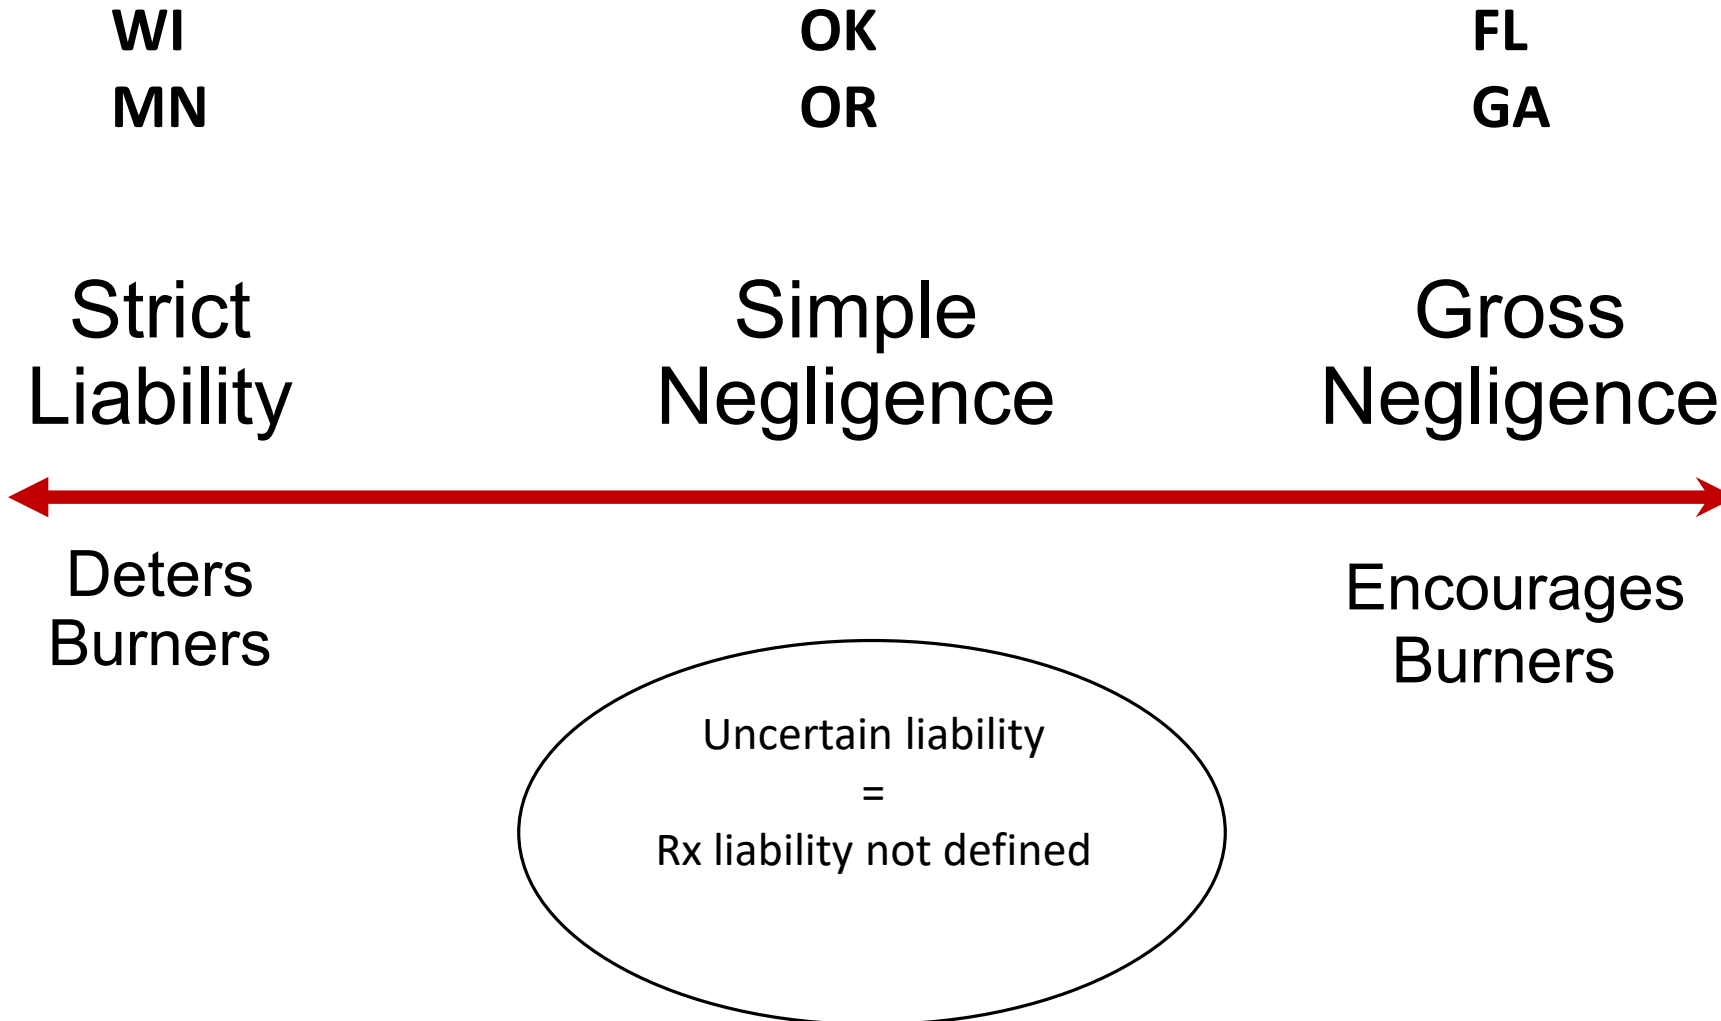 WI
MN
OK
OR
FL
GA
Strict
Liability
Simple
Negligence
Gross
Negligence
Deters
Burners
Encourages
Burners
Uncertain liability
=
Rx liability not defined